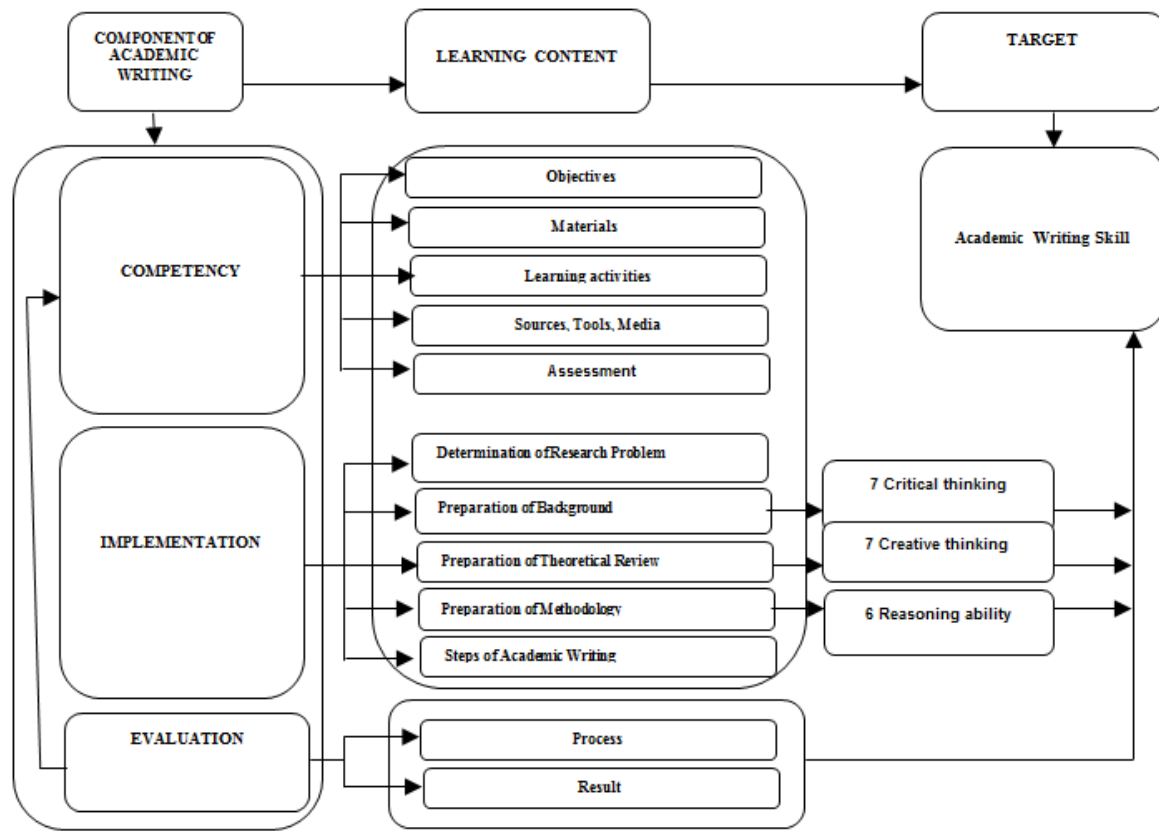 COMPONENT OF
ACADEMIC
WRITING
LEARNING CONTENT
TARGET
COMPETENCY
Objectives
Materials
Learning activities
Sources, Tools, Media
Assessment
Academic Writing Skill
IMPLEMENTATION
Determination of Research Problem
Preparation of Background
Preparation of Theoretical Review
Preparation of Methodology
Steps of Academic Writing
7 Critical thinking
7 Creative thinking
6 Reasoning ability
EVALUATION
Process
Result